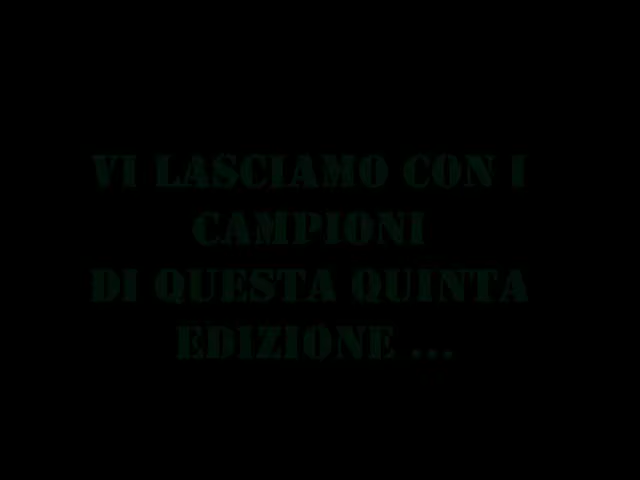 VI LASCIAMO CON I
CAMPIONI
DI QUESTA QUINTA
EDIZIONE ...